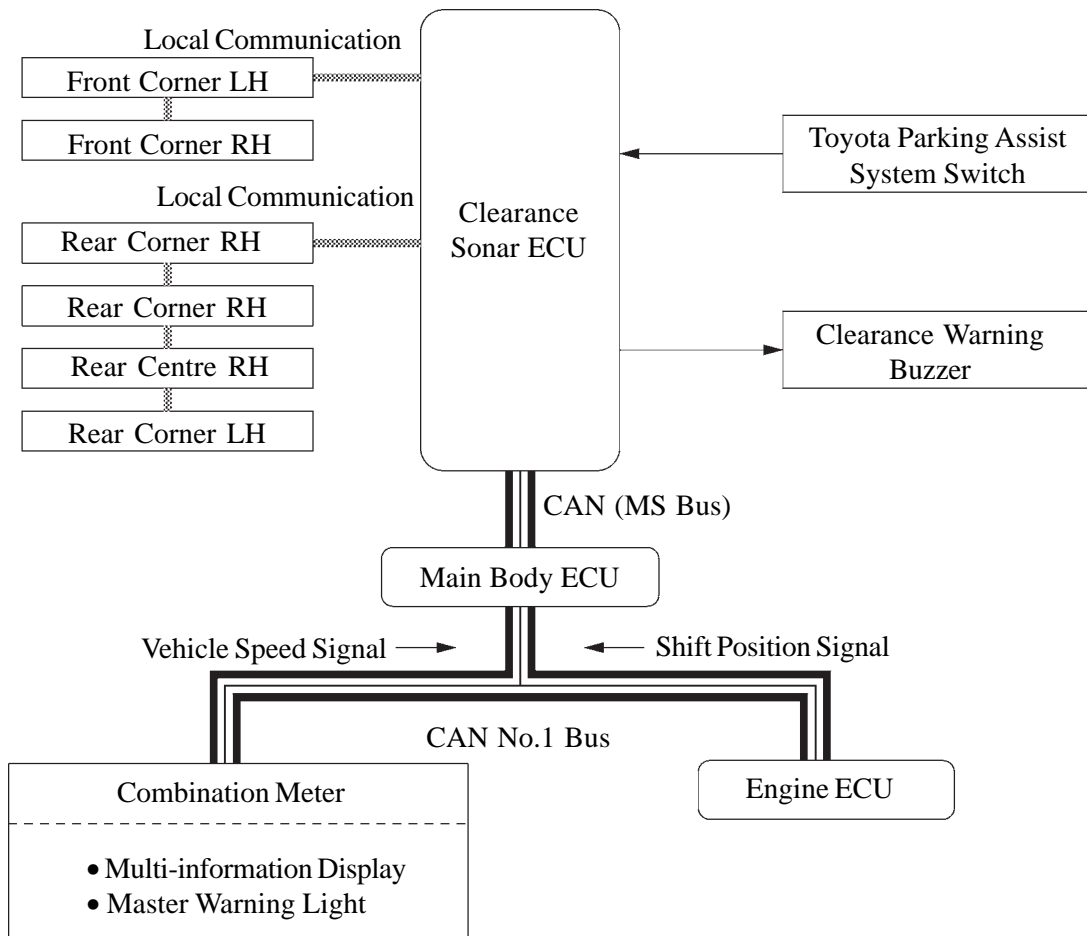 Local Communication
Front Corner LH
Front Corner RH
Local Communication
Rear Corner RH
Rear Corner RH
Rear Centre RH
Rear Corner LH
Clearance
Sonar ECU
Toyota Parking Assist
System Switch
Clearance Warning
Buzzer
CAN (MS Bus)
Main Body ECU
Vehicle Speed Signal
Shift Position Signal
CAN No.1 Bus
Combination Meter
• Multi-information Display
• Master Warning Light
Engine ECU